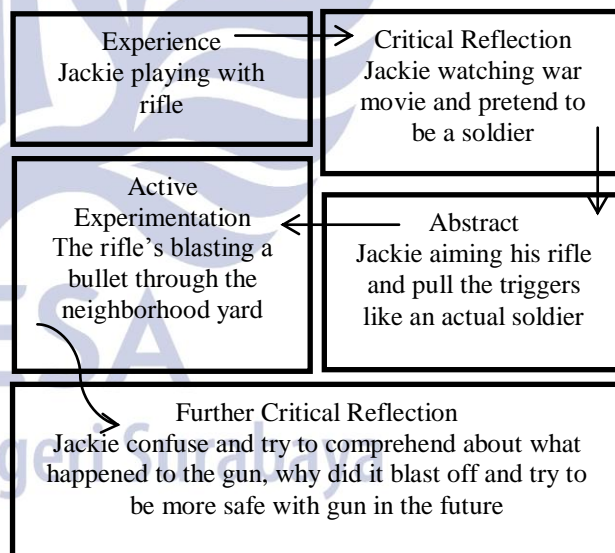 Experience
Jackie playing with
rifle
Critical Reflection
Jackie watching war
movie and pretend to
be a soldier
Active
Experimentation
The rifle’s blasting a
bullet through the
neighborhood yard
Abstract
Jackie aiming his rifle
and pull the triggers
like an actual soldier
Further Critical Reflection
Jackie confuse and try to comprehend about what
happened to the gun, why did it blast off and try to
be more safe with gun in the future
ESA
geri Surabaya